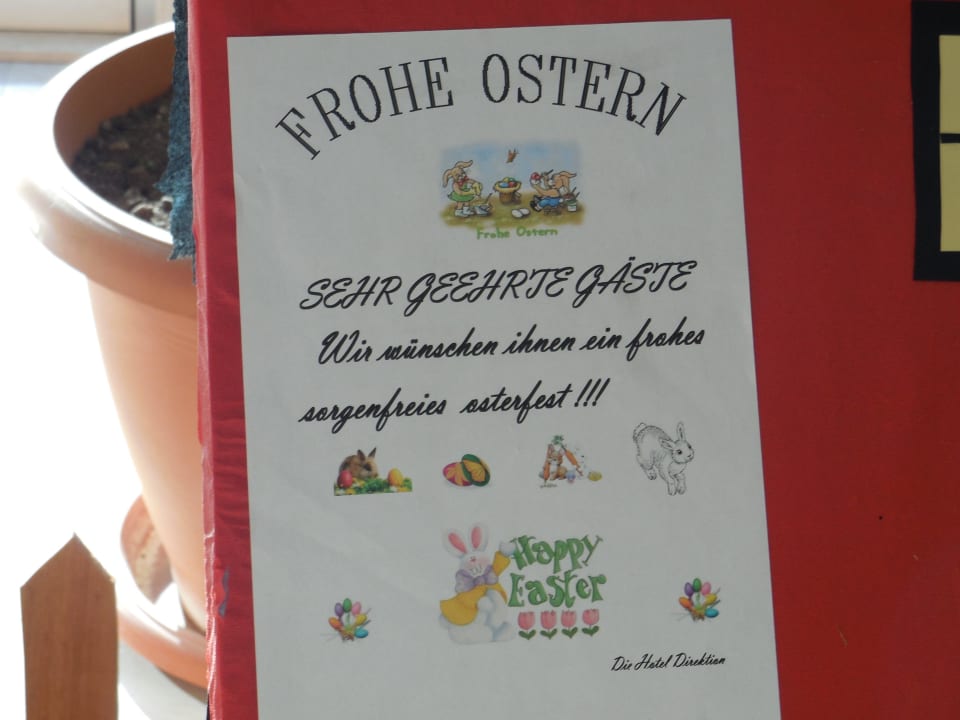 FROHE OSTERN
Frohe Ostern
SEHR GEEHRTE GÄSTE
Wir wünschen ihnen ein frohes
sorgenfreies osterfest !!!
Happy
Easter
Die Hotel Direktion